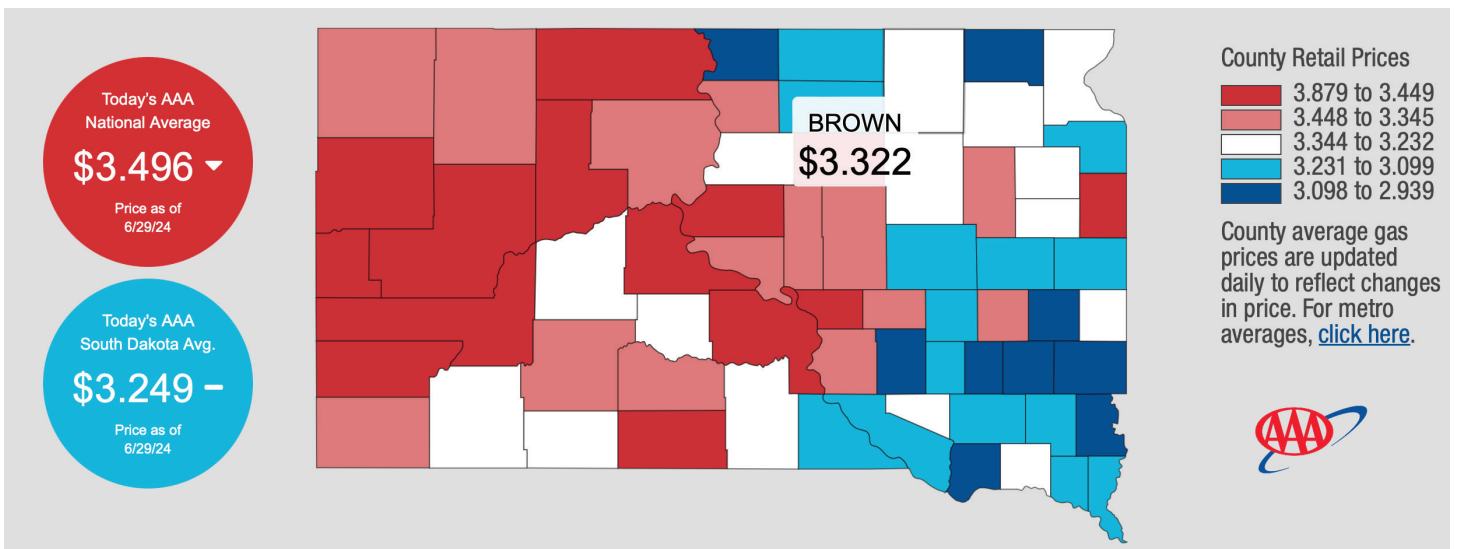 Today's AAA
National Average
$3.496
Price as of
6/29/24
Today's AAA
South Dakota Avg.
$3.249 –
Price as of
6/29/24
BROWN
$3.322
County Retail Prices
3.879 to 3.449
3.448 to 3.345
3.344 to 3.232
3.231 to 3.099
3.098 to 2.939
County average gas
prices are updated
daily to reflect changes
in price. For metro
averages, click here.
AAA